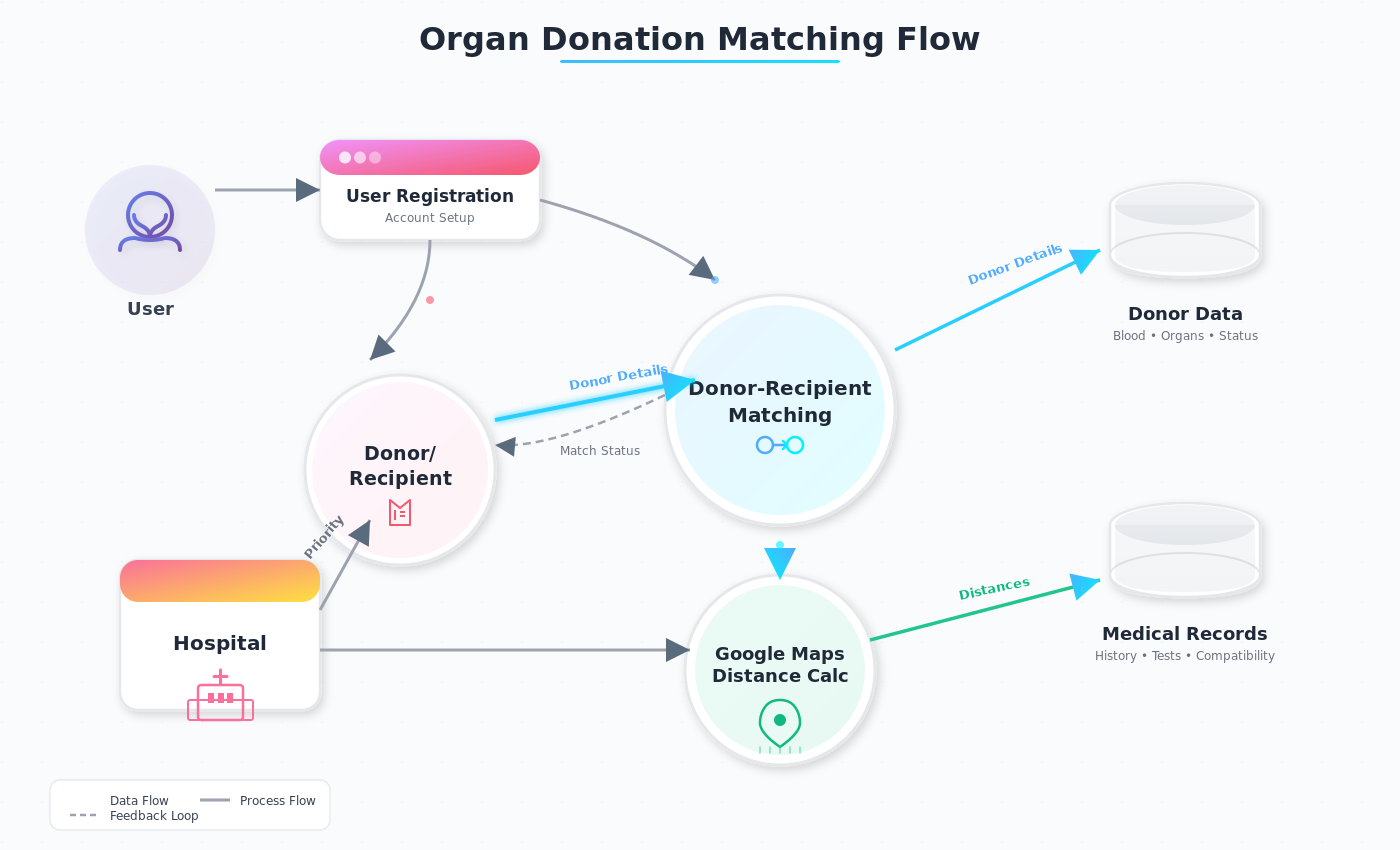 Organ Donation Matching Flow
User Registration
Account Setup
User
Donor Details
Donor Data
Blood • Organs • Status
Donor Details
Donor-Recipient
Matching
Match Status
Donor/
Recipient
Priority
Hospital
Google Maps
Distance Calc
Distances
Medical Records
History • Tests • Compatibility
Data Flow
Process Flow
Feedback Loop